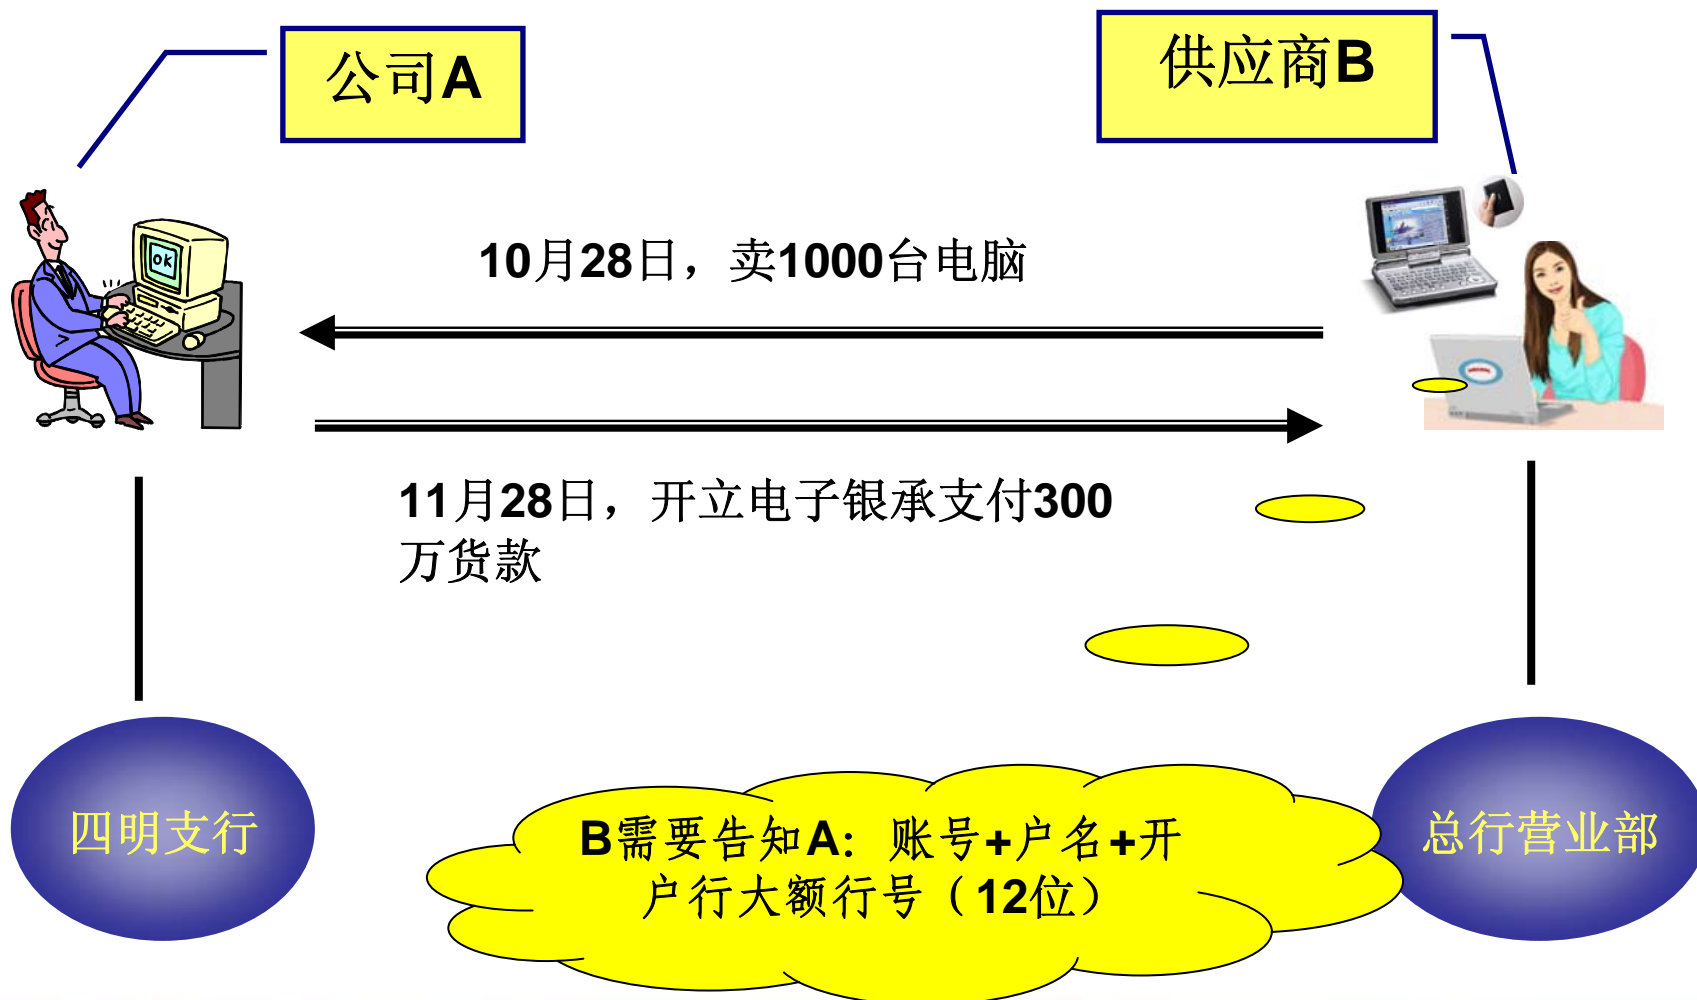 公司A
供应商B
OK
10月28日，卖1000台电脑
11月28日，开立电子银承支付300
万货款
四明支行
B需要告知A：账号+户名+开
户行大额行号（12位）
总行营业部